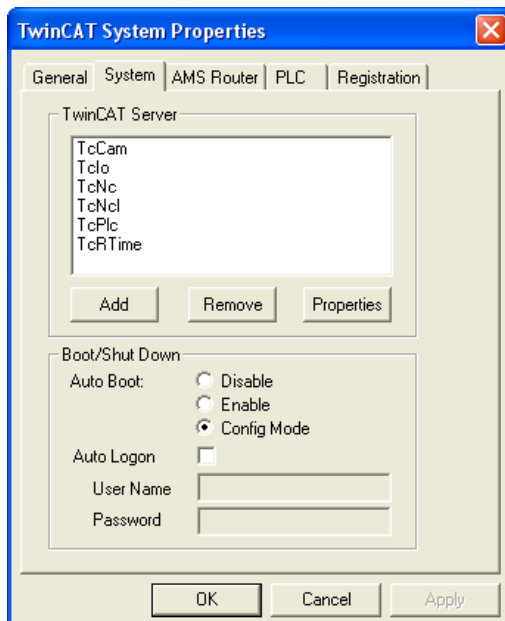 TwinCAT System Properties
General System AMS Router PLC Registration
TwinCAT Server
TcCam
TcIo
TcNc
TcNcI
TcPlc
TcRTime
Add Remove Properties
Boot/Shut Down
Auto Boot: Disable
Enable
Config Mode
Auto Logon
User Name
Password
OK Cancel Apply